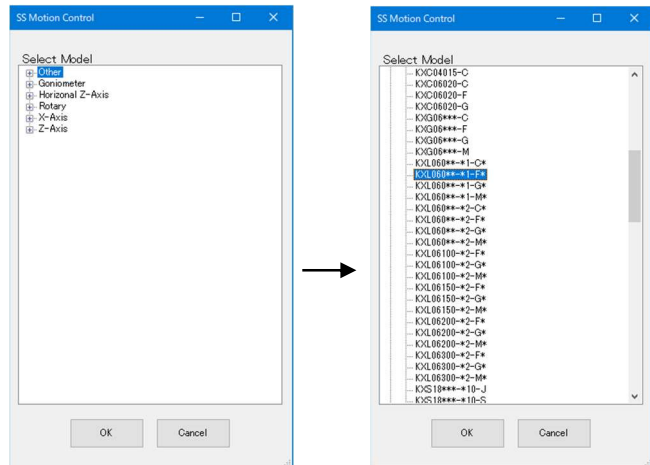 SS Motion Control
Select Model
Other
Goniometer
Horizonal Z-Axis
Rotary
X-Axis
Z-Axis
OK
Cancel
SS Motion Control
Select Model
KXC04015-C
KXC06020-C
KXC06020-F
KXC06020-G
KXG06***-C
KXG06***-F
KXG06***-G
KXG06***-M
KXL060**-*1-C*
KXL060**-*1-F*
KXL060**-*1-G*
KXL060**-*1-M*
KXL060**-*2-C*
KXL060**-*2-F*
KXL060**-*2-G*
KXL060**-*2-M*
KXL06100-*2-F*
KXL06100-*2-G*
KXL06100-*2-M*
KXL06150-*2-F*
KXL06150-*2-G*
KXL06150-*2-M*
KXL06200-*2-F*
KXL06200-*2-G*
KXL06200-*2-M*
KXL06300-*2-F*
KXL06300-*2-G*
KXL06300-*2-M*
KXS18***-*10-J
KXS18***-*10-S
OK
Cancel